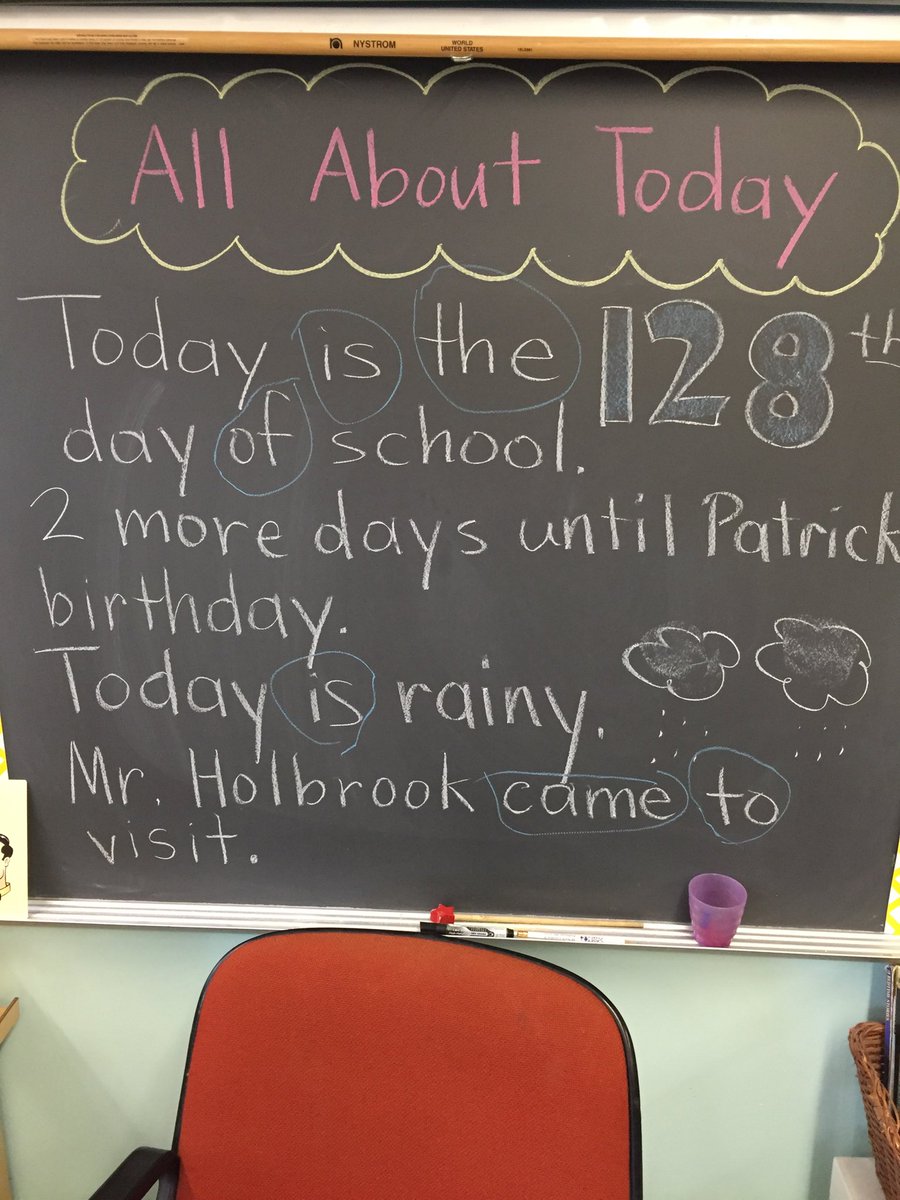 NYSTROM
WORLD
UNITED STATES
All About Today
Today is the 128th
day of school.
2 more days until Patrick
birthday.
Today is rainy.
Mr. Holbrook came to
visit.